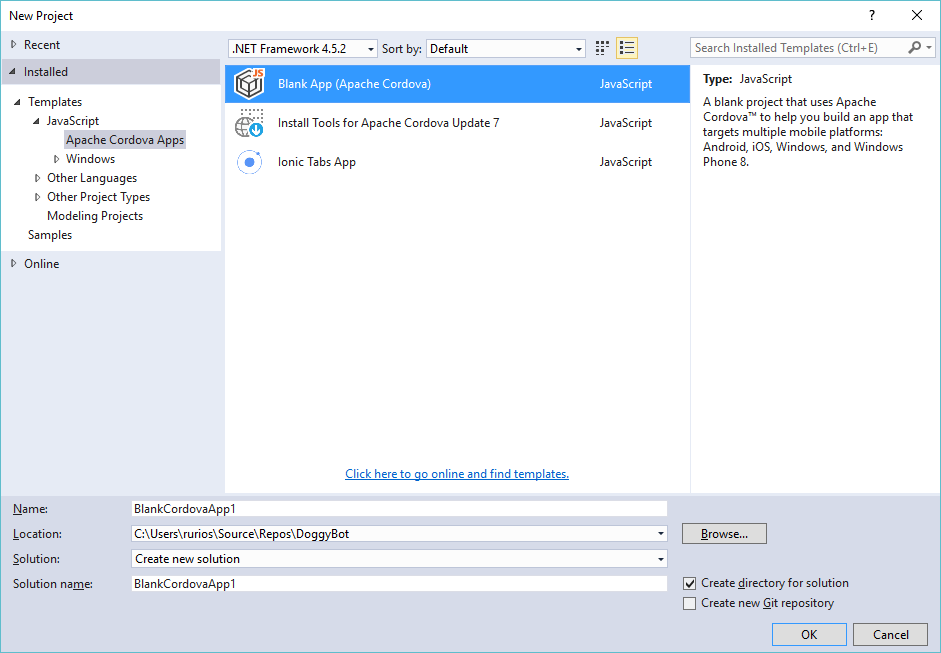 New Project
?
Recent
.NET Framework 4.5.2
Sort by:
Default
Search Installed Templates (Ctrl+E)
Installed
Templates
JavaScript
Apache Cordova Apps
Windows
Other Languages
Other Project Types
Modeling Projects
Samples
Online
JS
Blank App (Apache Cordova)
JavaScript
Install Tools for Apache Cordova Update 7
JavaScript
Ionic Tabs App
JavaScript
Click here to go online and find templates.
Type: JavaScript
A blank project that uses Apache
Cordova™ to help you build an app that
targets multiple mobile platforms:
Android, iOS, Windows, and Windows
Phone 8.
Name:
BlankCordovaApp1
Location:
C:\Users\rurios\Source\Repos\DoggyBot
Browse...
Solution:
Create new solution
Solution name:
BlankCordovaApp1
Create directory for solution
Create new Git repository
OK
Cancel